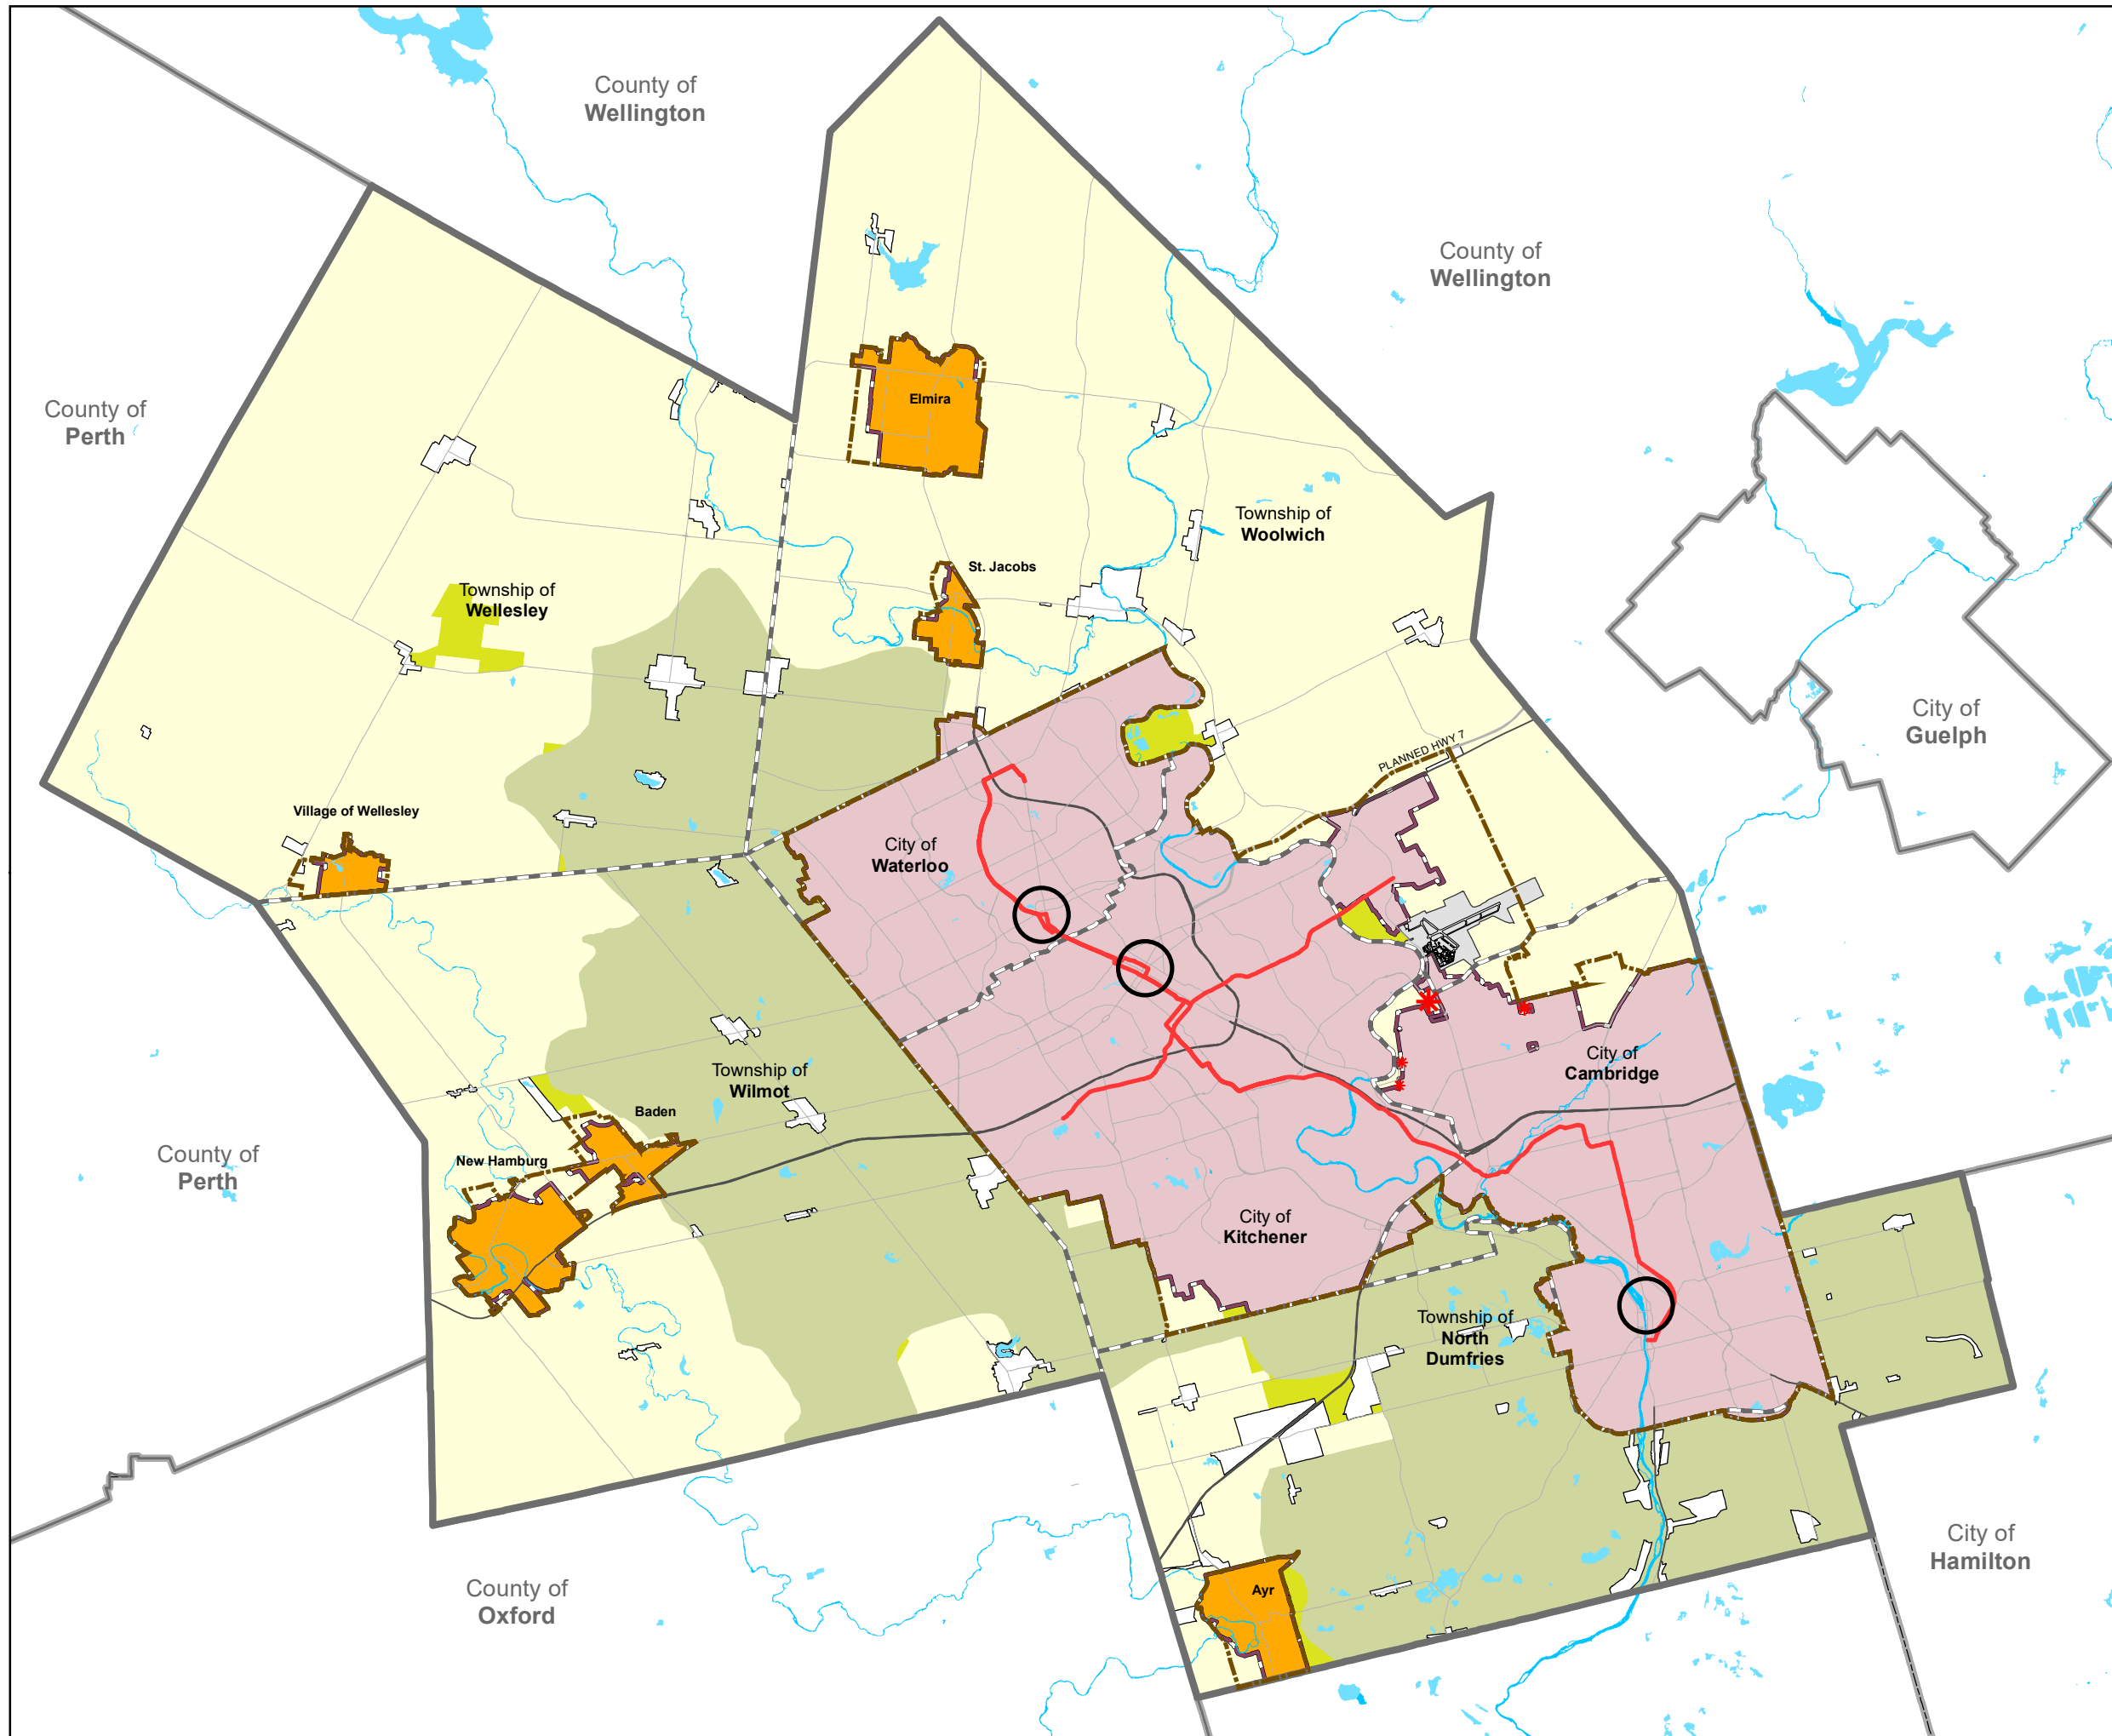 County of
Wellington
County of
Wellington
County of
Perth
Elmira
Township of
Woolwich
St. Jacobs
Township of
Wellesley
City of
Guelph
PLANNED HWY 7
Village of Wellesley
City of
Waterloo
City of
Cambridge
Township of
Wilmot
Baden
County of
Perth
New Hamburg
City of
Kitchener
Township of
North
Dumfries
City of
Hamilton
County of
Oxford
Ayr